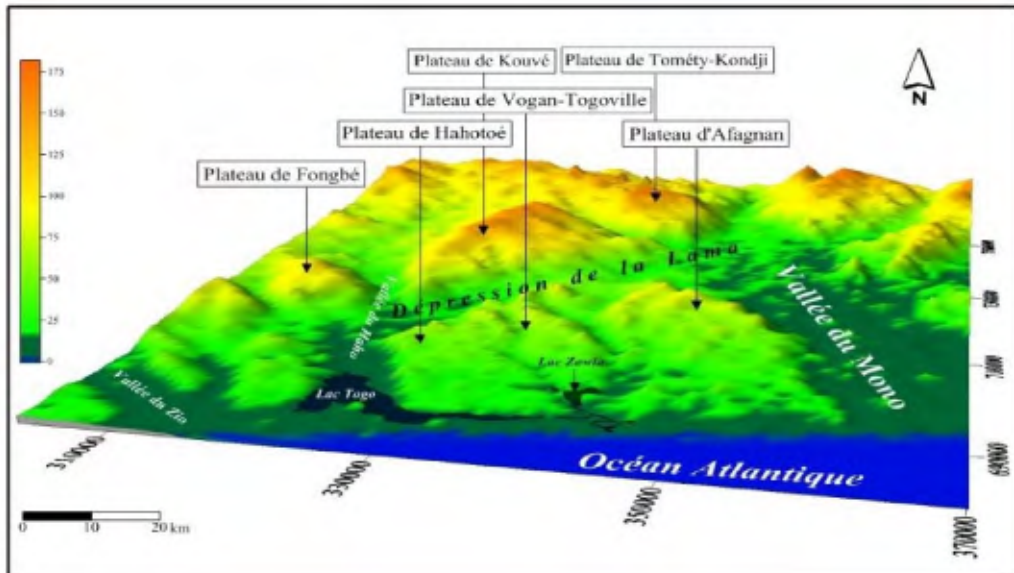 Plateau de Kouvé
Plateau de Tométy-Kondji
Plateau de Vogan-Togoville
Plateau de Hahotoé
Plateau d'Afagnan
Plateau de Fongbé
N
175
150
125
100
75
50
25
0
Dépression de la Lama
Vallée du Haho
Vallée du Mono
Lac Zowla
Lac Togo
Vallée du Zio
Océan Atlantique
310000
330000
350000
370000
690000
0 10 20 km